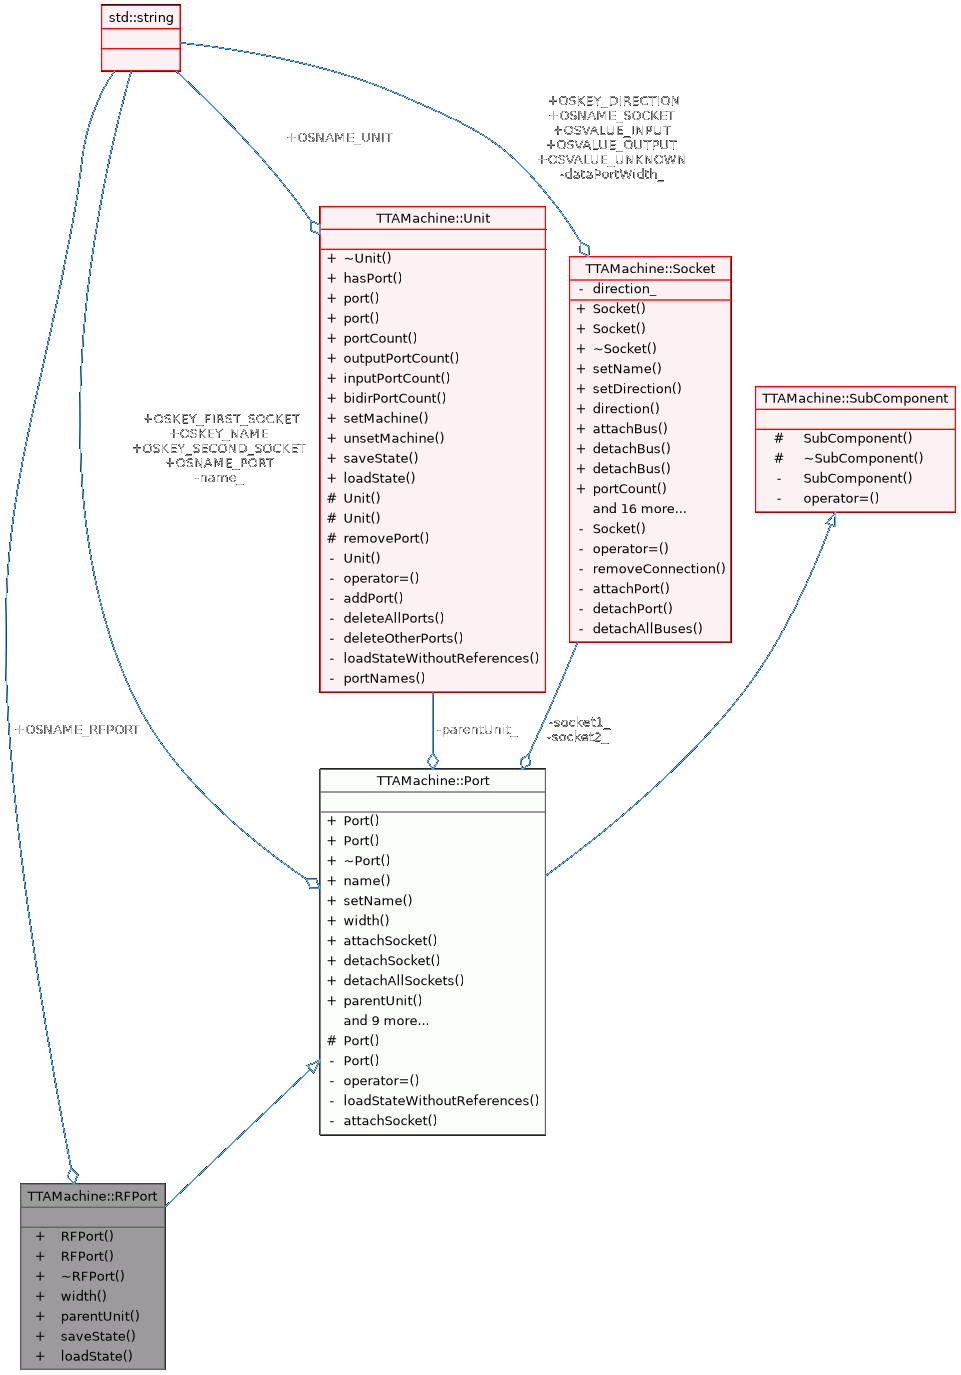 std::string
+OSKEY_DIRECTION
+OSNAME_SOCKET
+OSVALUE_INPUT
+OSVALUE_OUTPUT
+OSVALUE_UNKNOWN
-dataPortWidth_
+OSNAME_UNIT
TTAMachine::Unit
+ ~Unit()
+ hasPort()
+ port()
+ port()
+ portCount()
+ outputPortCount()
+ inputPortCount()
+ bidirPortCount()
+ setMachine()
+ unsetMachine()
+ saveState()
+ loadState()
# Unit()
# Unit()
# removePort()
- Unit()
- operator=()
- addPort()
- deleteAllPorts()
- deleteOtherPorts()
- loadStateWithoutReferences()
- portNames()
TTAMachine::Socket
- direction_
+ Socket()
+ Socket()
+ ~Socket()
+ setName()
+ setDirection()
+ direction()
+ attachBus()
+ detachBus()
+ detachBus()
+ portCount()
and 16 more...
- Socket()
- operator=()
- removeConnection()
- attachPort()
- detachPort()
- detachAllBuses()
TTAMachine::SubComponent
# SubComponent()
# ~SubComponent()
- SubComponent()
- operator=()
+OSKEY_FIRST_SOCKET
+OSKEY_NAME
+OSKEY_SECOND_SOCKET
+OSNAME_PORT
-name_
+OSNAME_RFPORT
-parentUnit_
-socket1_
-socket2_
TTAMachine::Port
+ Port()
+ Port()
+ ~Port()
+ name()
+ setName()
+ width()
+ attachSocket()
+ detachSocket()
+ detachAllSockets()
+ parentUnit()
and 9 more...
# Port()
- Port()
- operator=()
- loadStateWithoutReferences()
- attachSocket()
TTAMachine::RFPort
+ RFPort()
+ RFPort()
+ ~RFPort()
+ width()
+ parentUnit()
+ saveState()
+ loadState()